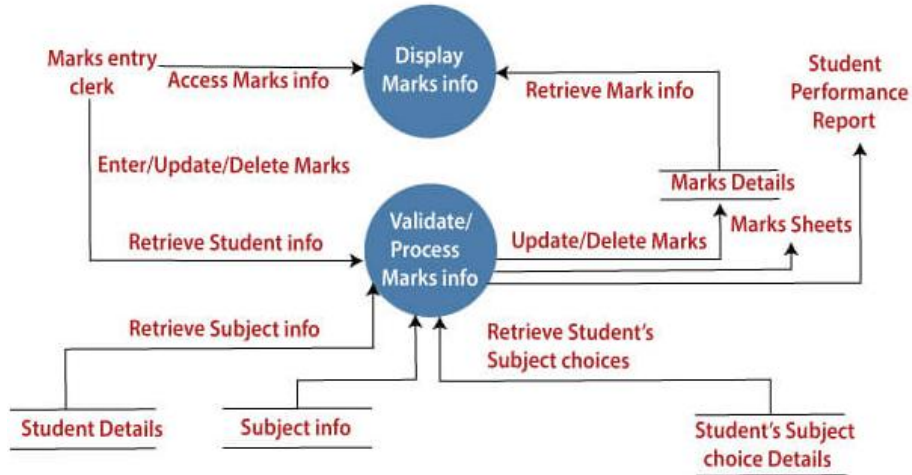 Marks entry
clerk
Access Marks info
Display
Marks info
Retrieve Mark info
Student
Performance
Report
Enter/Update/Delete Marks
Marks Details
Retrieve Student info
Validate/
Process
Marks info
Update/Delete Marks
Marks Sheets
Retrieve Subject info
Retrieve Student's
Subject choices
Student Details
Subject info
Student's Subject
choice Details